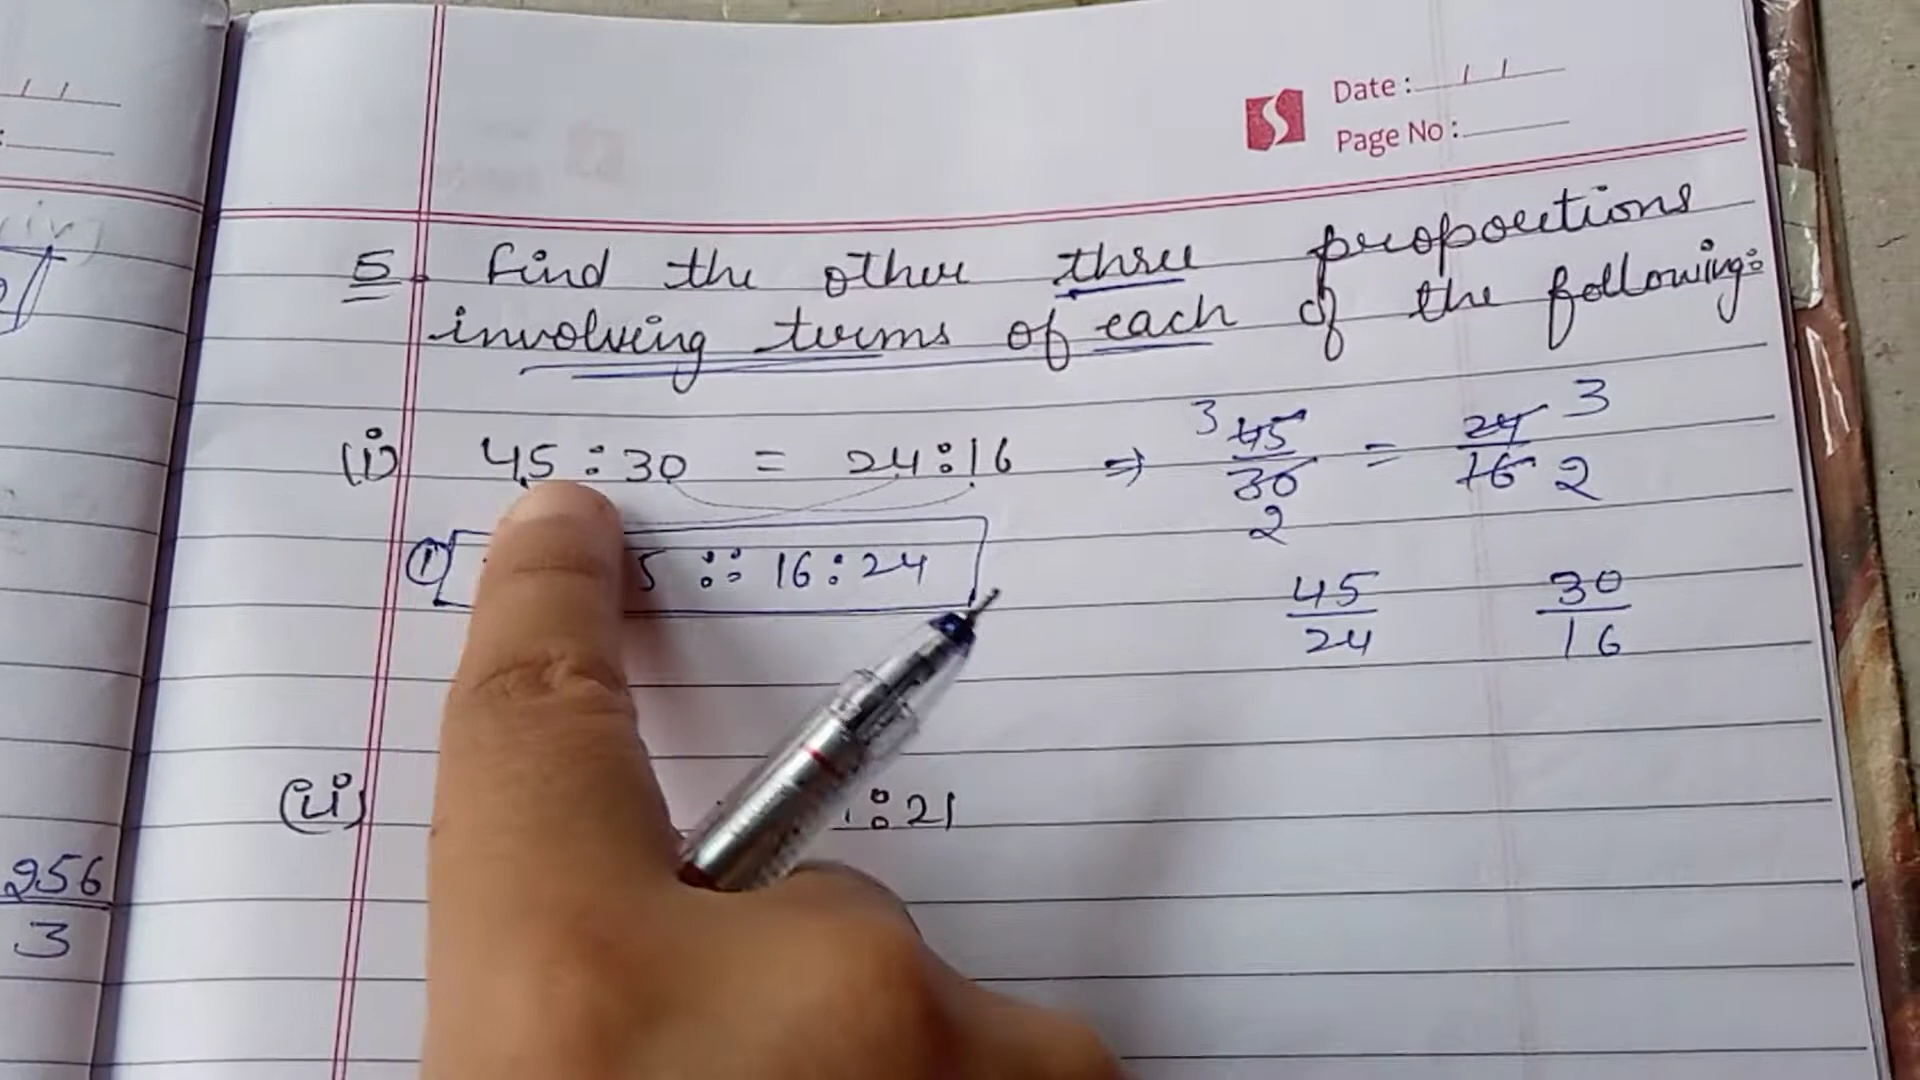 Date :
Page No :
(iv)
5. Find the other three proportions
involving terms of each of the following:
(i) 45 : 30 = 24 : 16 ⇒ 3 45/30 2 = 24/16 3 2
① 5 :: 16 : 24
45/24 30/16
(ii) : 21
256
3